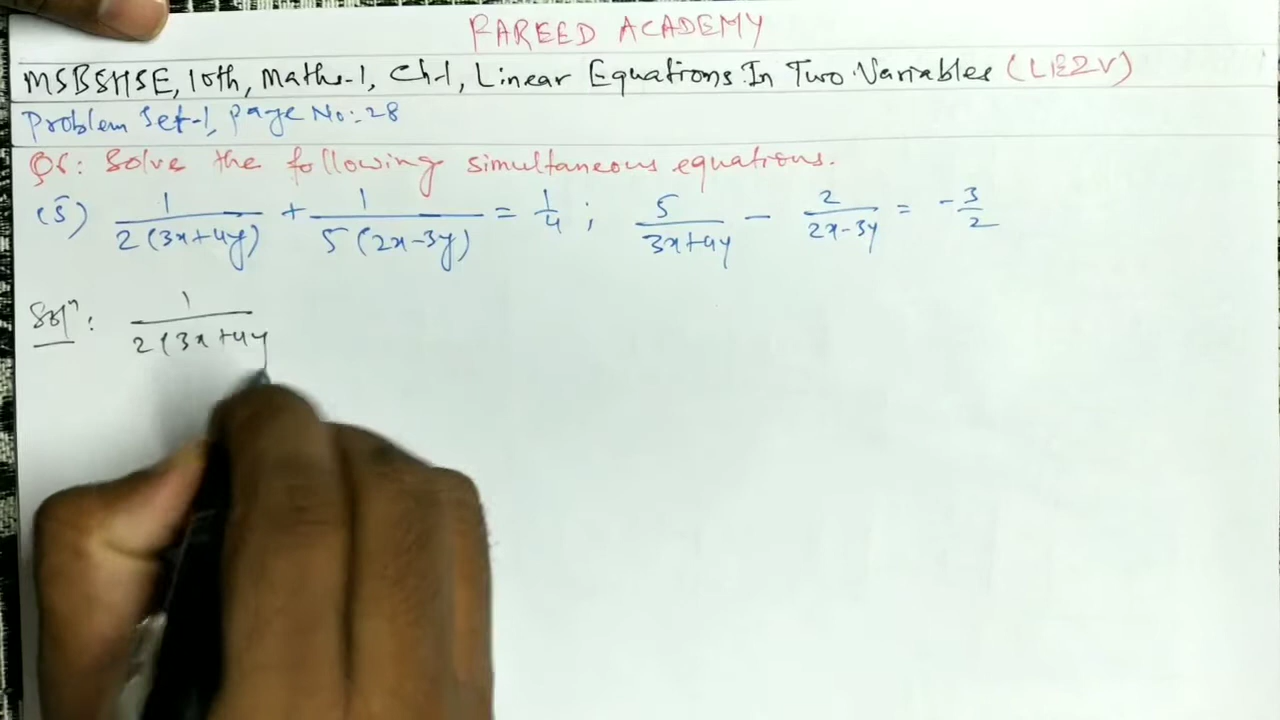 FAREED ACADEMY
MSBSHSE, 10th, Maths-1, Ch-1, Linear Equations In Two Variables (LE2V)
Problem Set-1, Page No:-28
Q6: Solve the following simultaneous equations.
(5) 1/2(3x+4y) + 1/5(2x-3y) = 1/4 ; 5/3x+4y - 2/2x-3y = -3/2
Solⁿ: 1/2(3x+4y